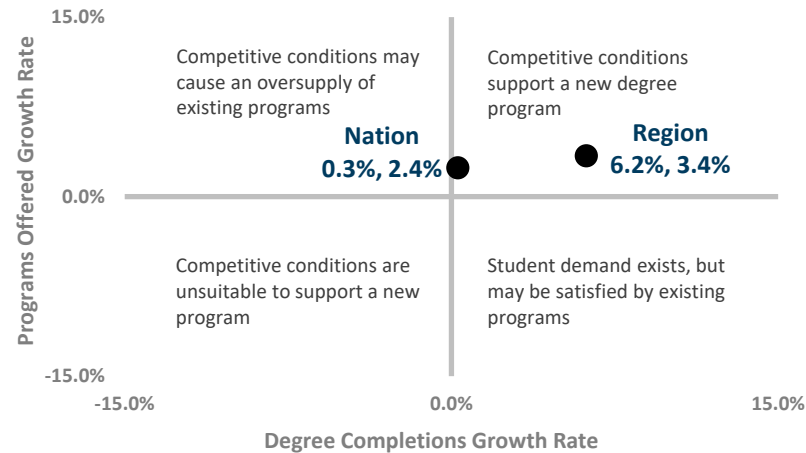 15.0%
Competitive conditions may
cause an oversupply of
existing programs
Competitive conditions
support a new degree
program
Nation
0.3%, 2.4%
Region
6.2%, 3.4%
0.0%
Programs Offered Growth Rate
Competitive conditions are
unsuitable to support a new
program
Student demand exists, but
may be satisfied by existing
programs
-15.0%
-15.0%
0.0%
15.0%
Degree Completions Growth Rate